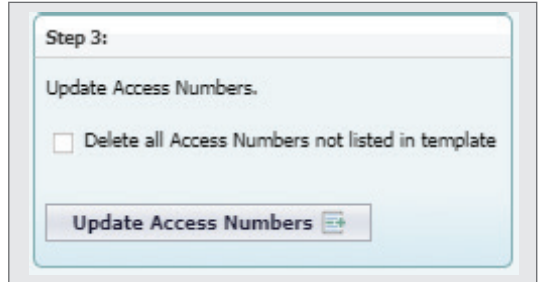 Step 3:
Update Access Numbers.
Delete all Access Numbers not listed in template
Update Access Numbers